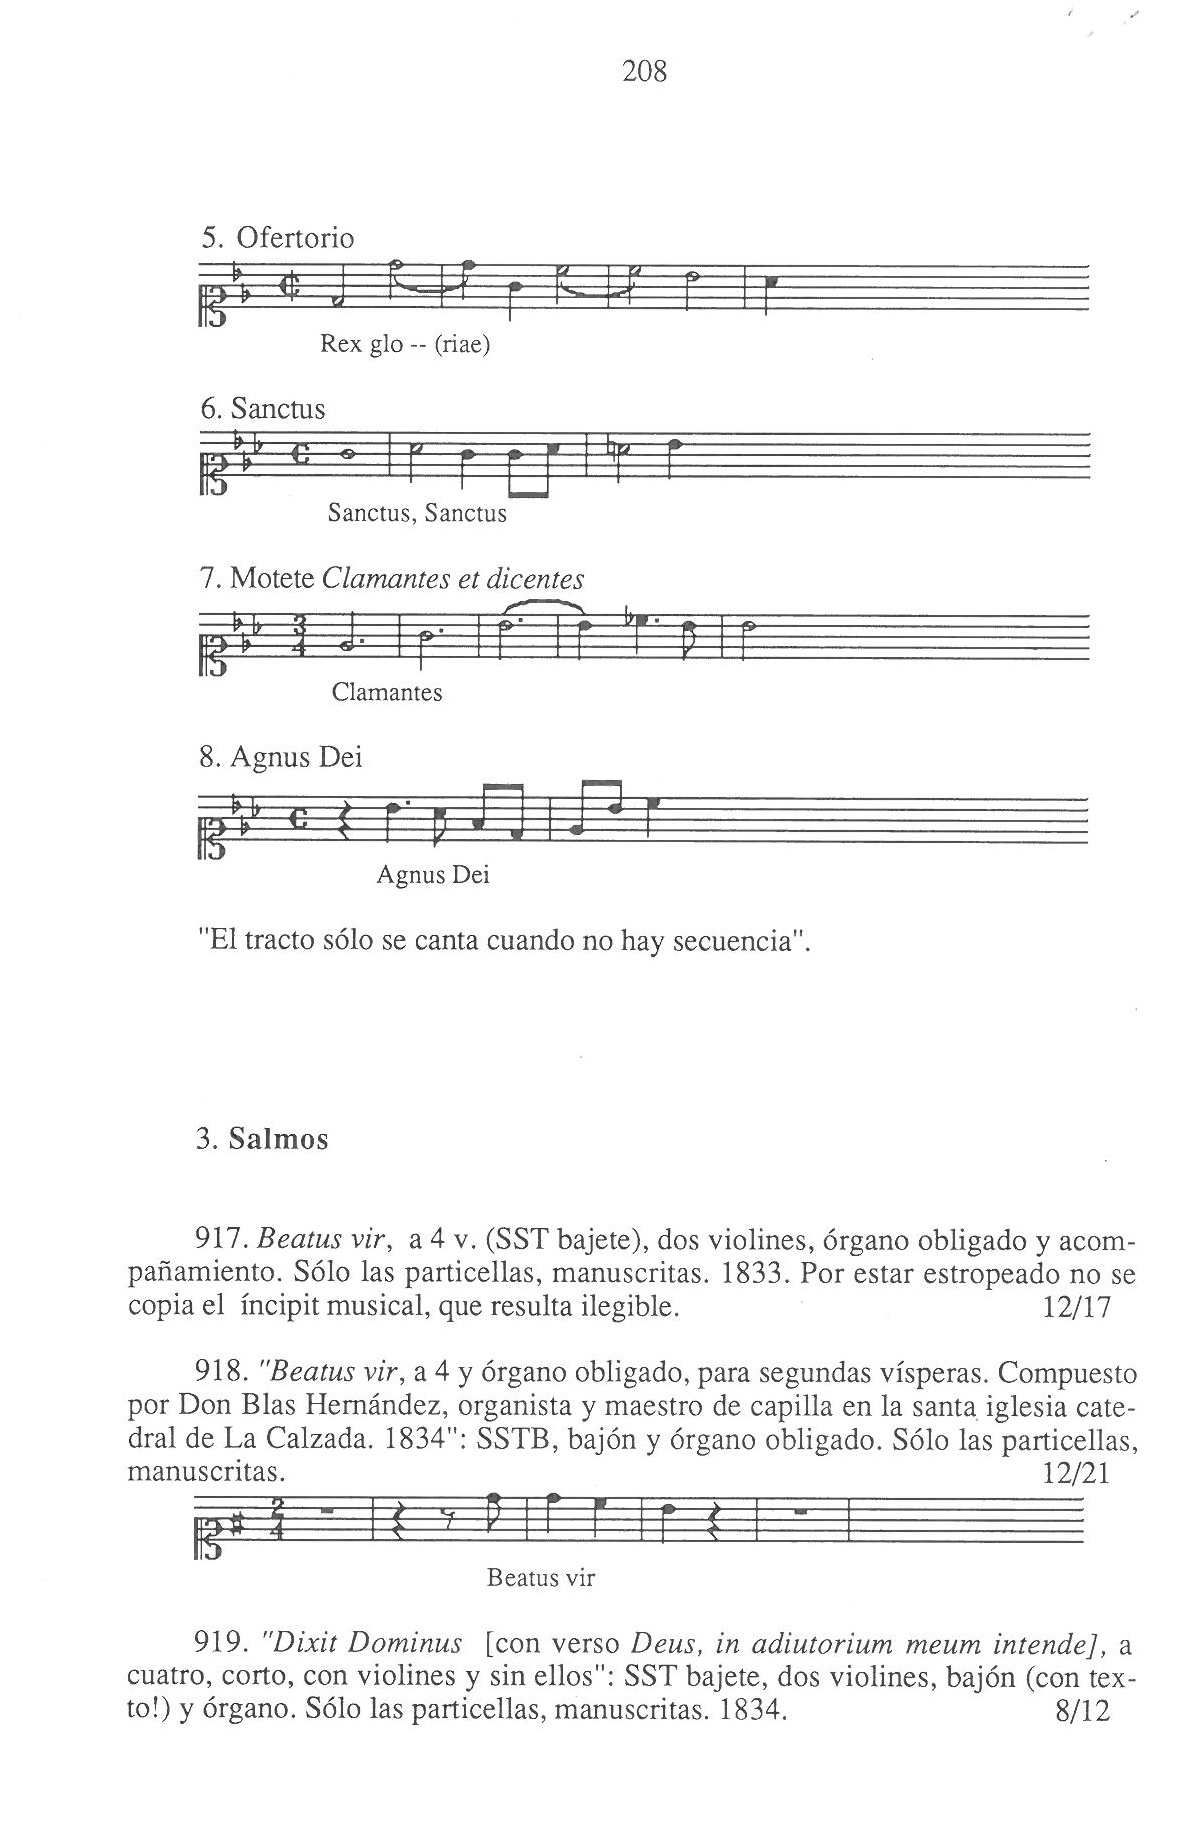 208
5. Ofertorio
Rex glo -- (riae)
6. Sanctus
Sanctus, Sanctus
7. Motete Clamantes et dicentes
3
4
Clamantes
8. Agnus Dei
Agnus Dei
"El tracto sólo se canta cuando no hay secuencia".
3. Salmos
917. Beatus vir, a 4 v. (SST bajete), dos violines, órgano obligado y acom-
pañamiento. Sólo las particellas, manuscritas. 1833. Por estar estropeado no se
copia el íncipit musical, que resulta ilegible. 12/17
918. "Beatus vir, a 4 y órgano obligado, para segundas vísperas. Compuesto
por Don Blas Hernández, organista y maestro de capilla en la santa iglesia cate-
dral de La Calzada. 1834": SSTB, bajón y órgano obligado. Sólo las particellas,
manuscritas. 12/21
2
4
Beatus vir
919. "Dixit Dominus [con verso Deus, in adiutorium meum intende], a
cuatro, corto, con violines y sin ellos": SST bajete, dos violines, bajón (con tex-
to!) y órgano. Sólo las particellas, manuscritas. 1834. 8/12